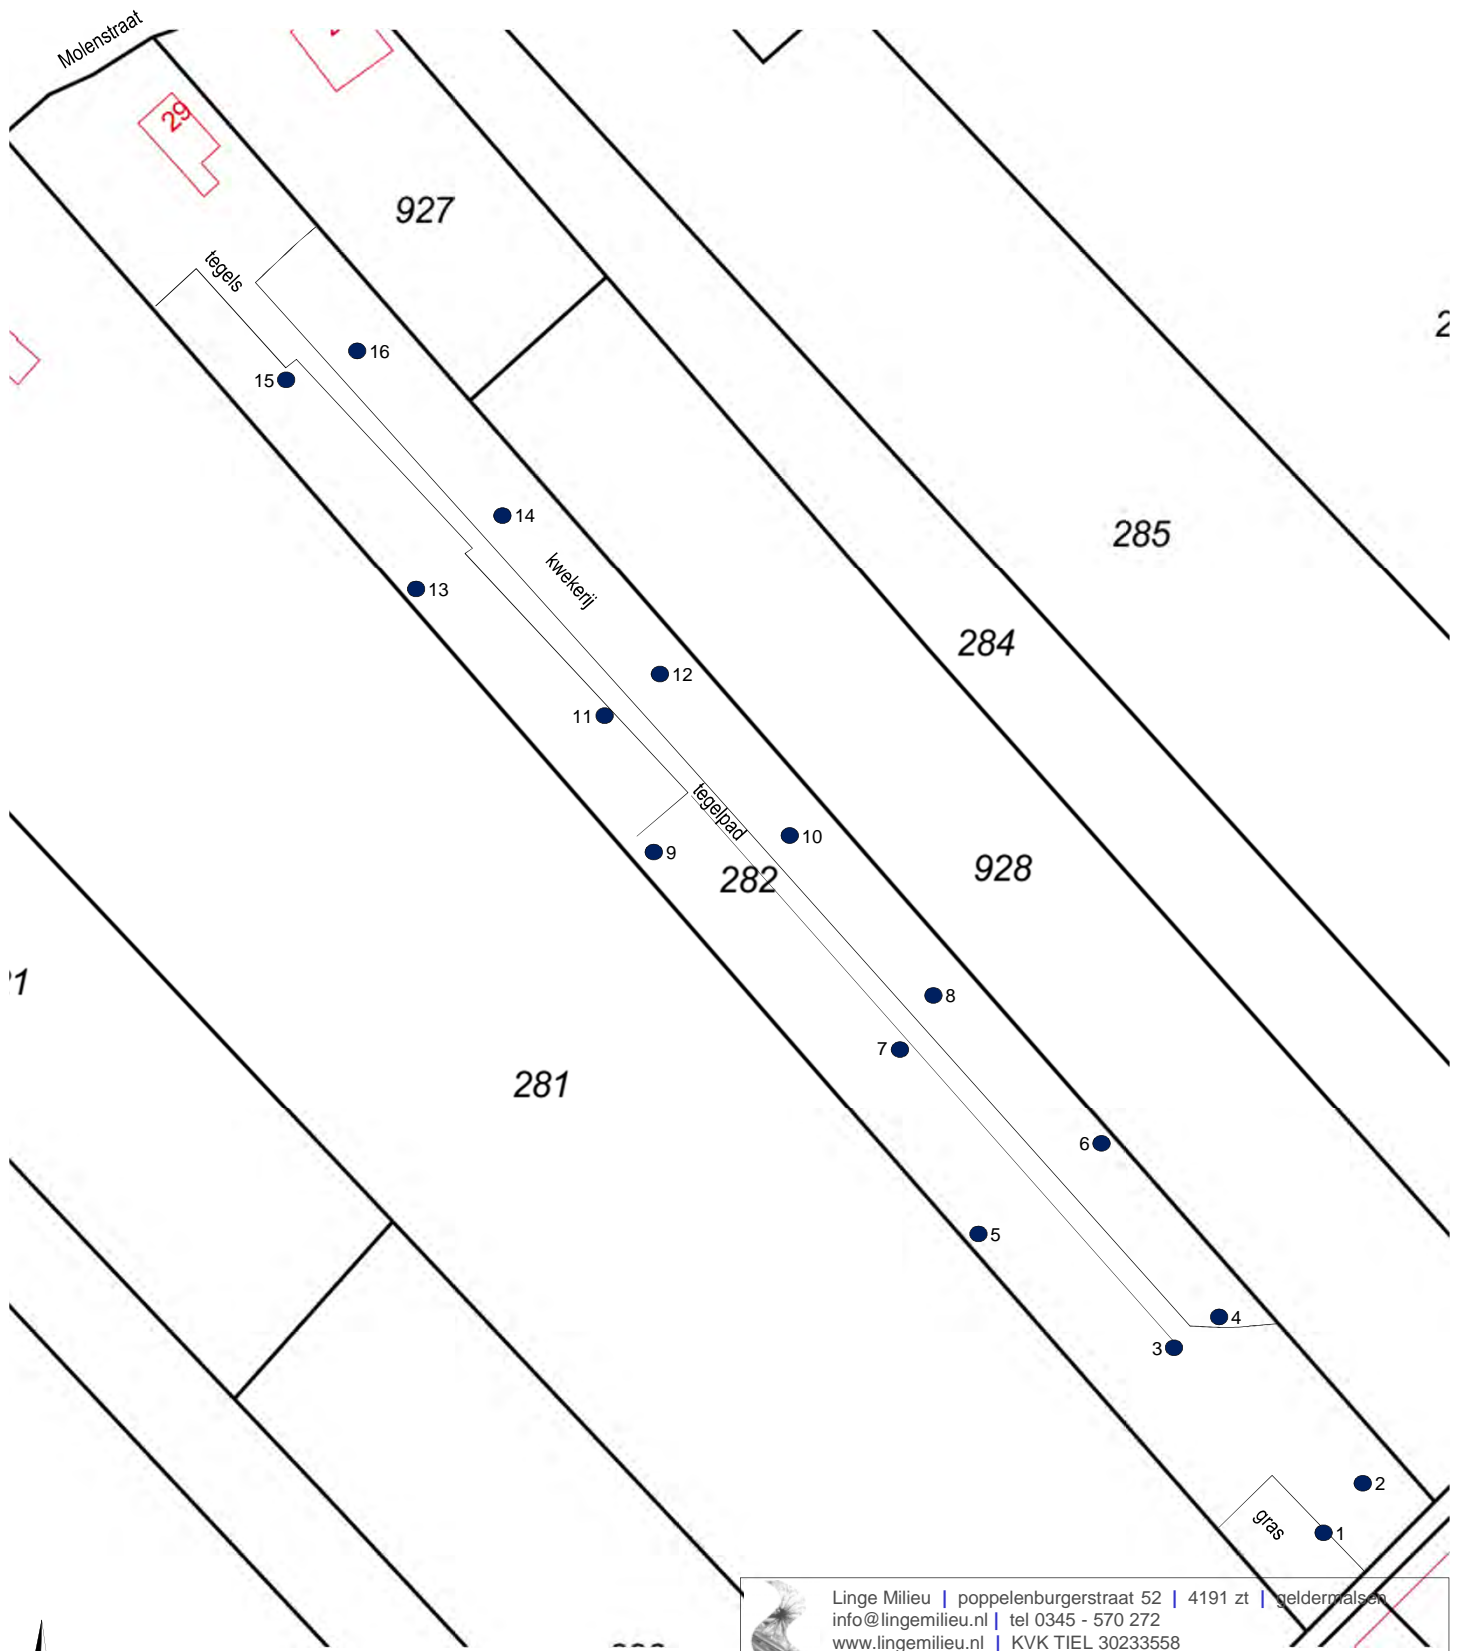 Molenstraat
29
927
tegels
16
15
14
13
kwekerij
285
284
12
11
tegelpad
10
9
282
928
8
7
281
6
5
4
3
2
1
gras
Linge Milieu | poppelenburgerstraat 52 | 4191 zt | geldermalsen
info@lingemilieu.nl | tel 0345 - 570 272
www.lingemilieu.nl | KVK TIEL 30233558